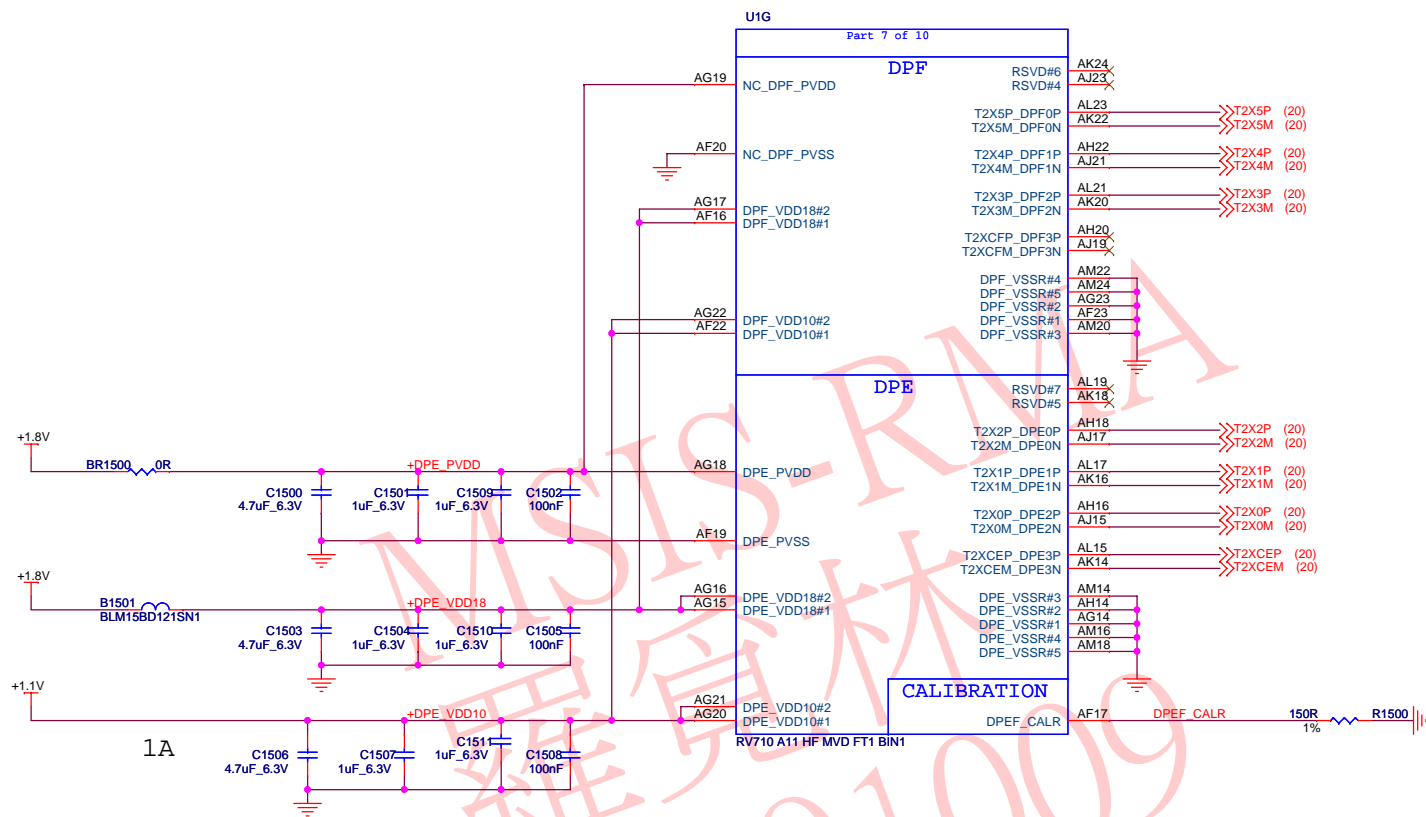 U1G
Part 7 of 10
DPF
AG19 NC_DPF_PVDD
AF20 NC_DPF_PVSS
AG17 DPF_VDD18#2
AF16 DPF_VDD18#1
AG22 DPF_VDD10#2
AF22 DPF_VDD10#1
RSVD#6 AK24
RSVD#4 AJ23
T2X5P_DPF0P AL23 T2X5P (20)
T2X5M_DPF0N AK22 T2X5M (20)
T2X4P_DPF1P AH22 T2X4P (20)
T2X4M_DPF1N AJ21 T2X4M (20)
T2X3P_DPF2P AL21 T2X3P (20)
T2X3M_DPF2N AK20 T2X3M (20)
T2XCFP_DPF3P AH20
T2XCFM_DPF3N AJ19
DPF_VSSR#4 AM22
DPF_VSSR#5 AM24
DPF_VSSR#2 AG23
DPF_VSSR#1 AF23
DPF_VSSR#3 AM20
DPE
RSVD#7 AL19
RSVD#5 AK18
T2X2P_DPE0P AH18 T2X2P (20)
T2X2M_DPE0N AJ17 T2X2M (20)
T2X1P_DPE1P AL17 T2X1P (20)
T2X1M_DPE1N AK16 T2X1M (20)
T2X0P_DPE2P AH16 T2X0P (20)
T2X0M_DPE2N AJ15 T2X0M (20)
T2XCEP_DPE3P AL15 T2XCEP (20)
T2XCEM_DPE3N AK14 T2XCEM (20)
DPE_VSSR#3 AM14
DPE_VSSR#2 AH14
DPE_VSSR#1 AG14
DPE_VSSR#4 AM16
DPE_VSSR#5 AM18
CALIBRATION
DPEF_CALR AF17 DPEF_CALR 150R R1500
1%
+1.8V
BR1500 0R +DPE_PVDD AG18 DPE_PVDD
C1500 C1501 C1509 C1502
4.7uF_6.3V 1uF_6.3V 1uF_6.3V 100nF
AF19 DPE_PVSS
+1.8V
B1501 +DPE_VDD18 AG16 DPE_VDD18#2
BLM15BD121SN1 AG15 DPE_VDD18#1
C1503 C1504 C1510 C1505
4.7uF_6.3V 1uF_6.3V 1uF_6.3V 100nF
+1.1V
+DPE_VDD10 AG21 DPE_VDD10#2
AG20 DPE_VDD10#1
1A
C1506 C1507 C1511 C1508
4.7uF_6.3V 1uF_6.3V 1uF_6.3V 100nF
RV710 A11 HF MVD FT1 BIN1
MSIS-RMA
羅寬林